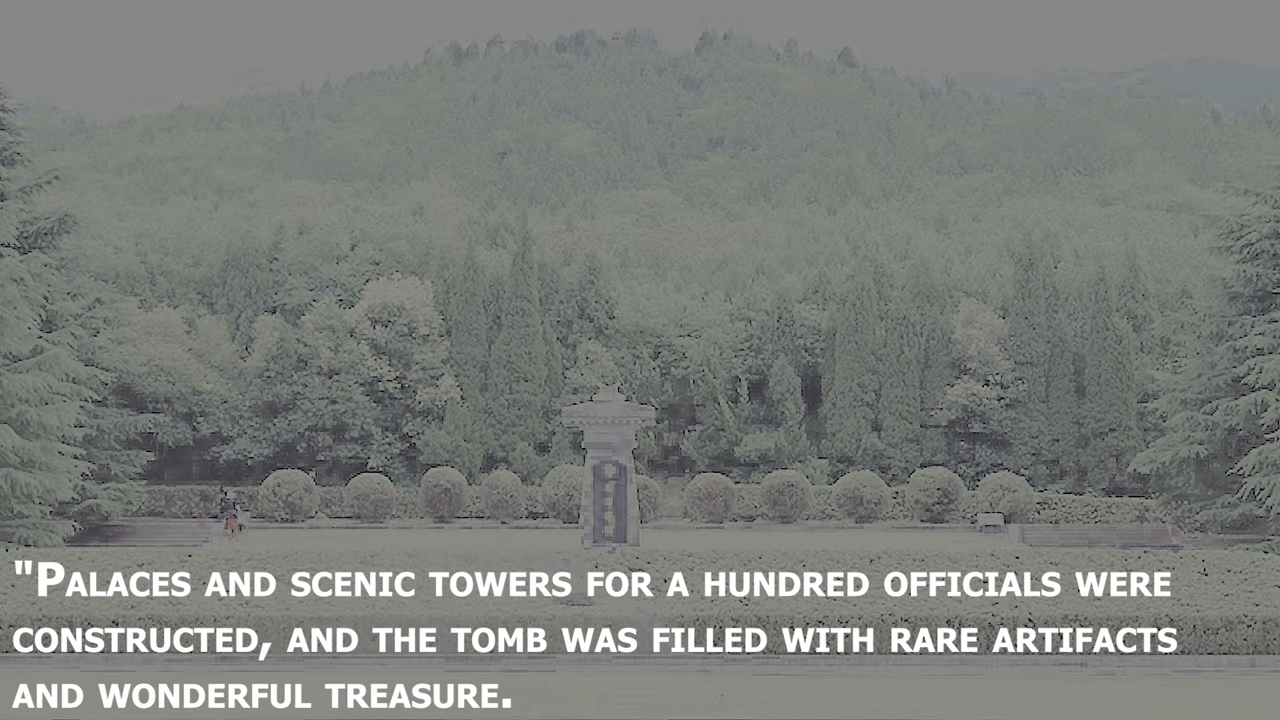 "Palaces and scenic towers for a hundred officials were
constructed, and the tomb was filled with rare artifacts
and wonderful treasure.